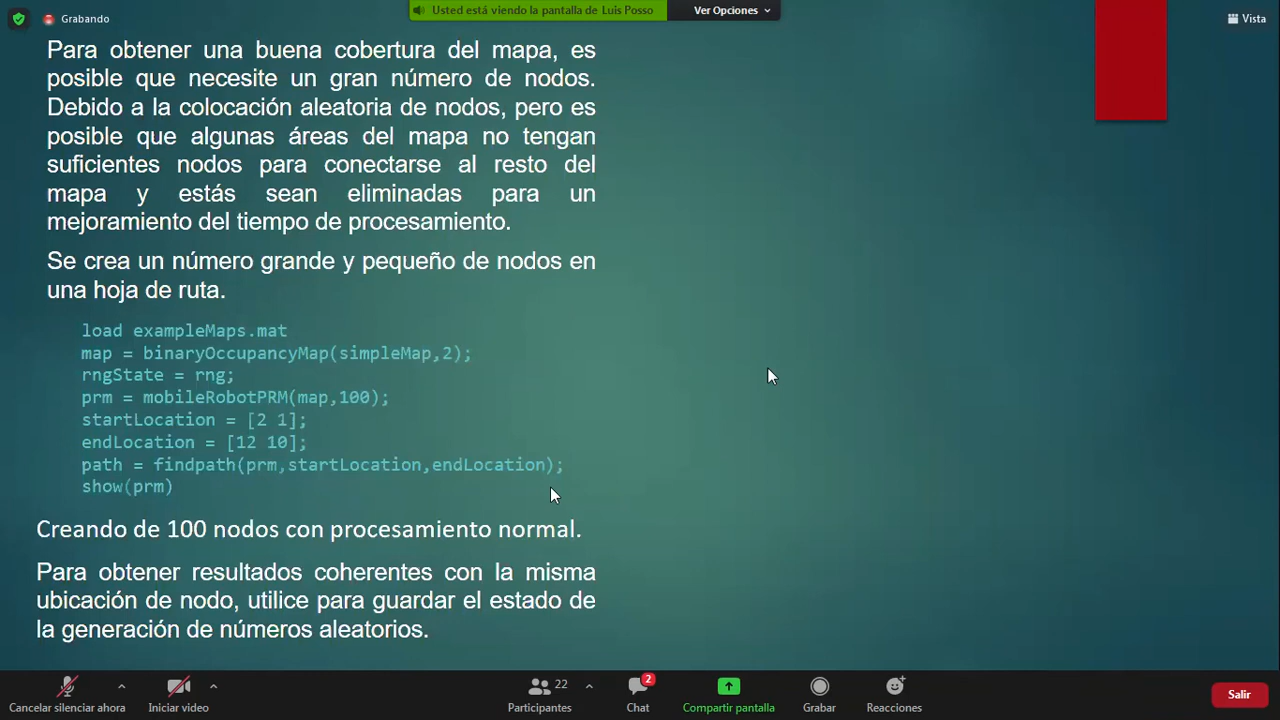 Grabando
Usted está viendo la pantalla de Luis Posso
Ver Opciones
Vista
Para obtener una buena cobertura del mapa, es
posible que necesite un gran número de nodos.
Debido a la colocación aleatoria de nodos, pero es
posible que algunas áreas del mapa no tengan
suficientes nodos para conectarse al resto del
mapa y estás sean eliminadas para un
mejoramiento del tiempo de procesamiento.
Se crea un número grande y pequeño de nodos en
una hoja de ruta.
load exampleMaps.mat
map = binaryOccupancyMap(simpleMap,2);
rngState = rng;
prm = mobileRobotPRM(map,100);
startLocation = [2 1];
endLocation = [12 10];
path = findpath(prm,startLocation,endLocation);
show(prm)
Creando de 100 nodos con procesamiento normal.
Para obtener resultados coherentes con la misma
ubicación de nodo, utilice para guardar el estado de
la generación de números aleatorios.
22
2
Cancelar silenciar ahora
Iniciar video
Participantes
Chat
Compartir pantalla
Grabar
Reacciones
Salir